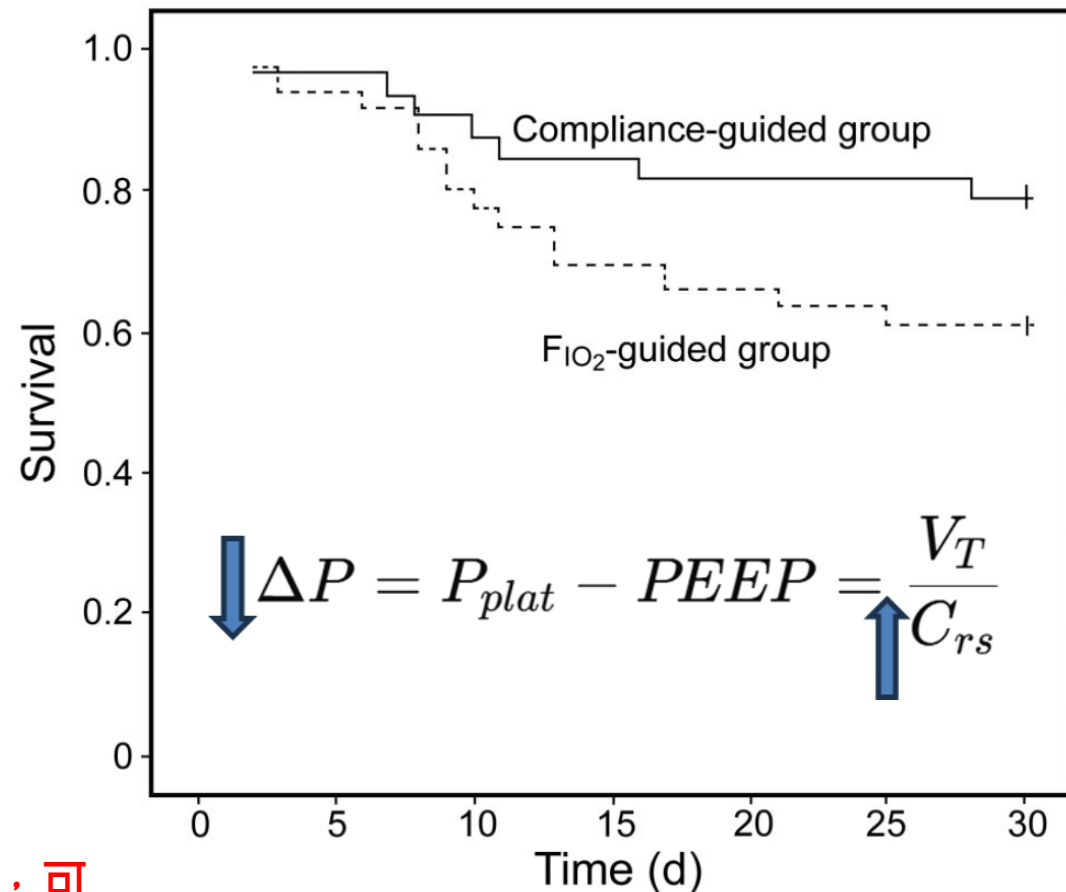 1.0
0.8
0.6
0.4
0.2
0
Survival
Compliance-guided group
FIO2-guided group
ΔP = Pplat − PEEP = VT / Crs
0 5 10 15 20 25 30
Time (d)
，可